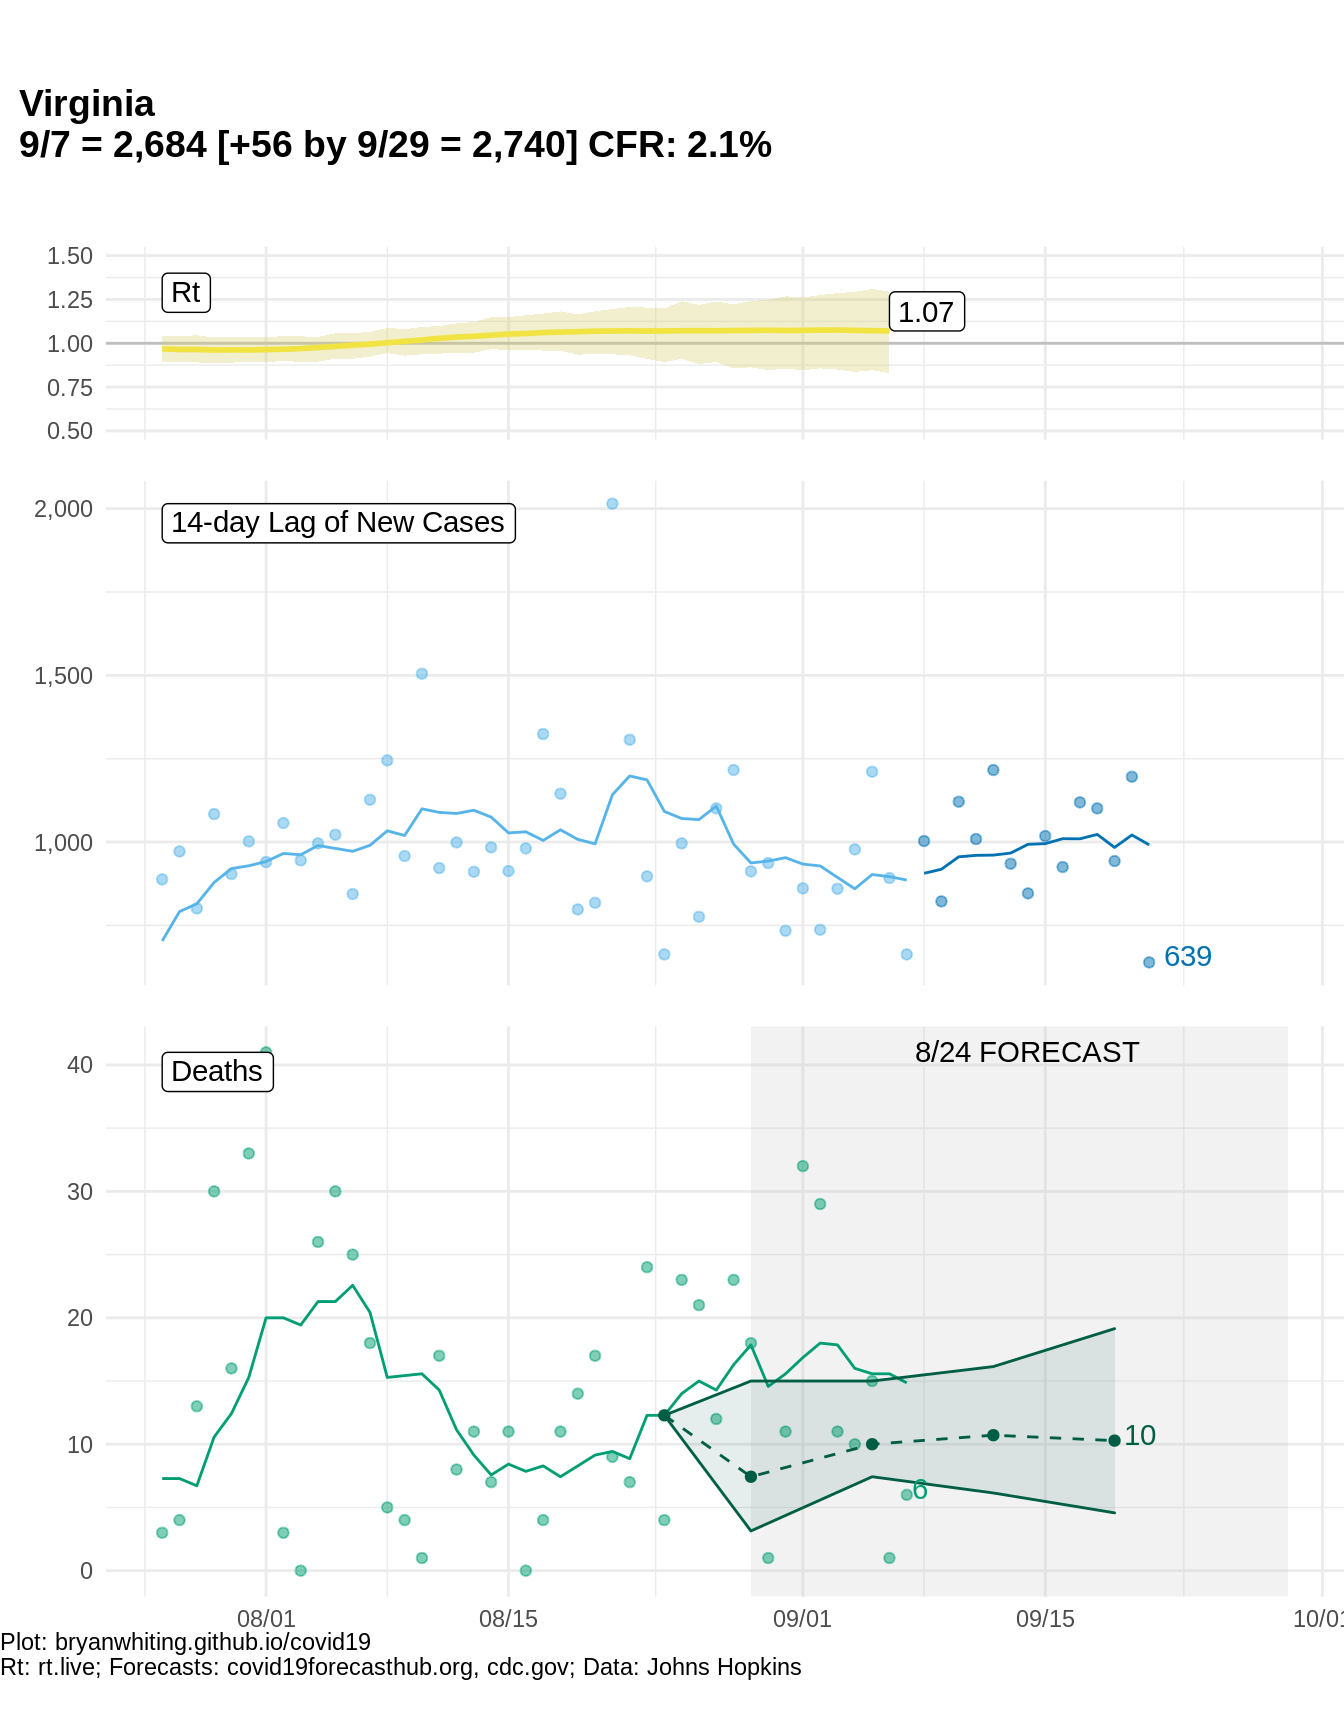 Virginia
9/7 = 2,684 [+56 by 9/29 = 2,740] CFR: 2.1%
1.50
1.25
1.00
0.75
0.50
Rt
1.07
2,000
1,500
1,000
14-day Lag of New Cases
639
40
30
20
10
0
Deaths
8/24 FORECAST
10
6
08/01
08/15
09/01
09/15
10/01
Plot: bryanwhiting.github.io/covid19
Rt: rt.live; Forecasts: covid19forecasthub.org, cdc.gov; Data: Johns Hopkins